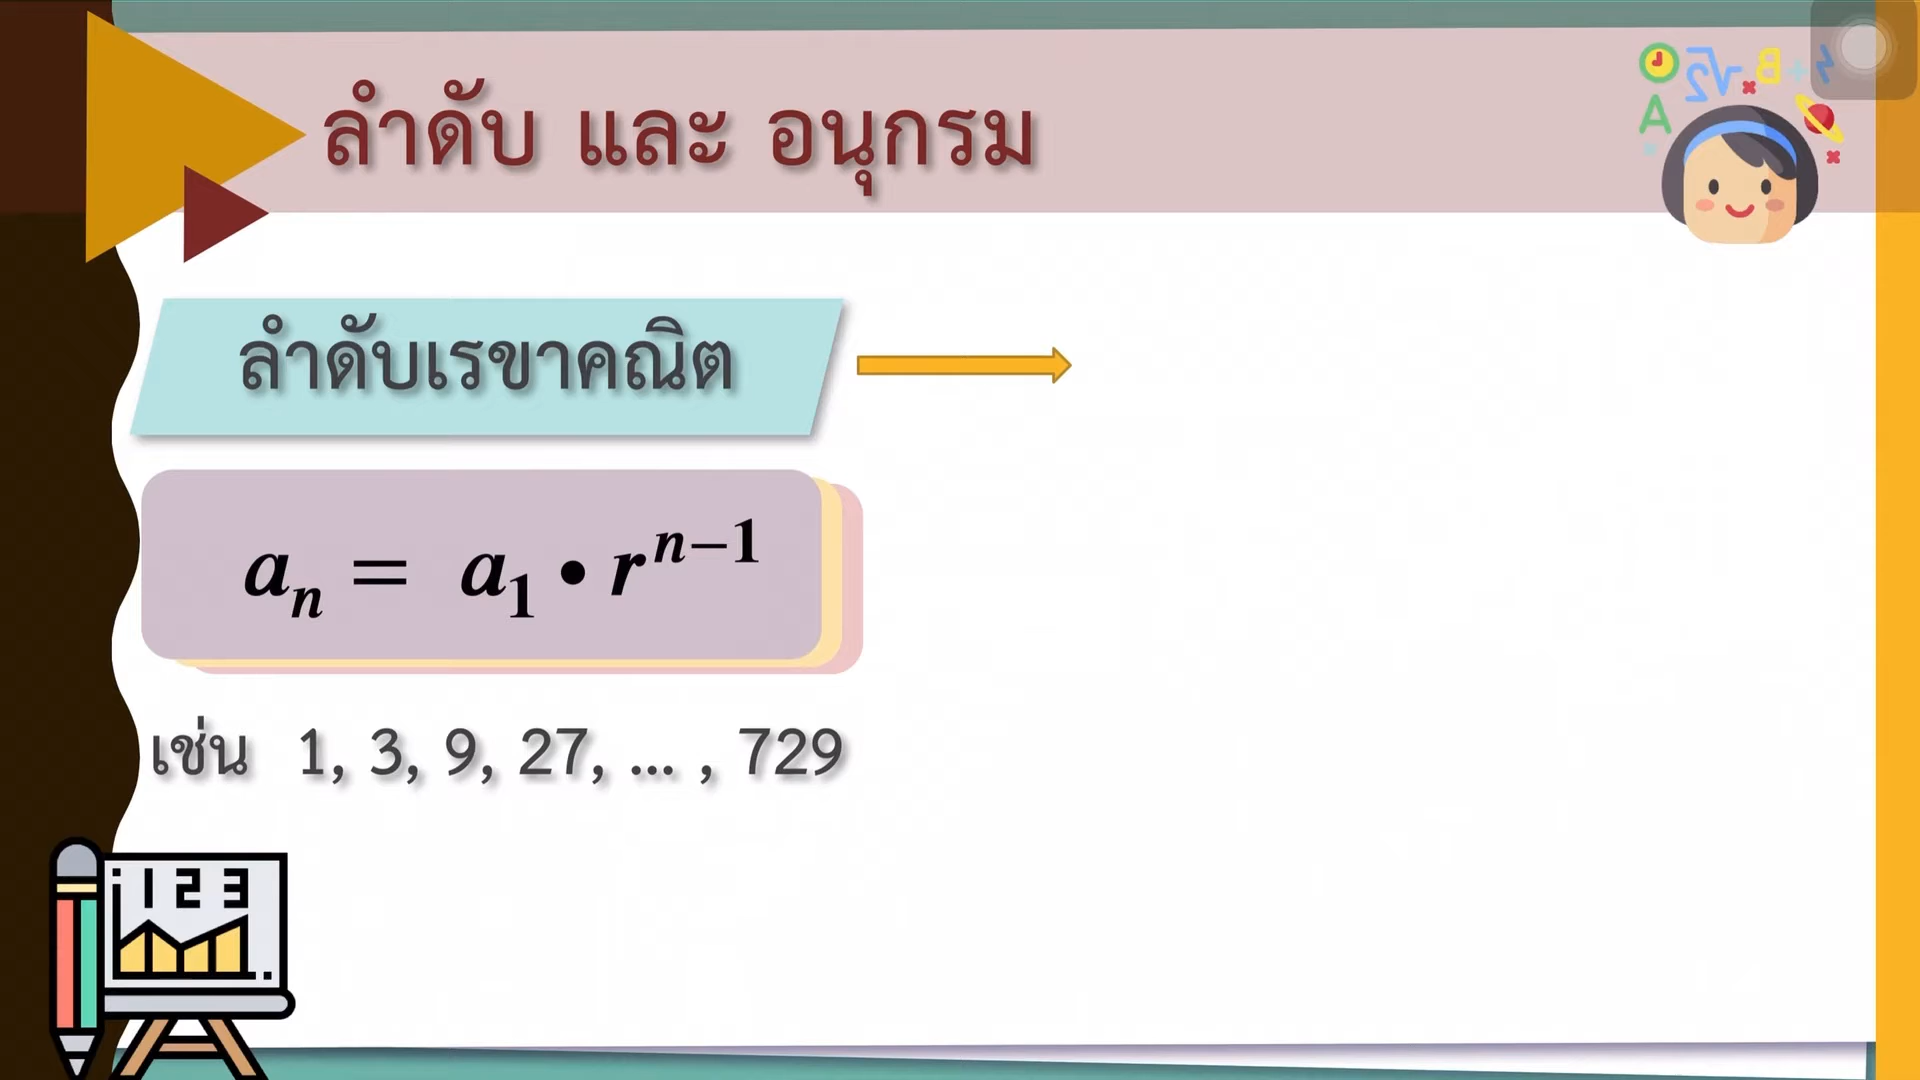 ลำดับ และ อนุกรม
ลำดับเรขาคณิต
aₙ = a₁ • rⁿ⁻¹
เช่น 1, 3, 9, 27, ... , 729
123